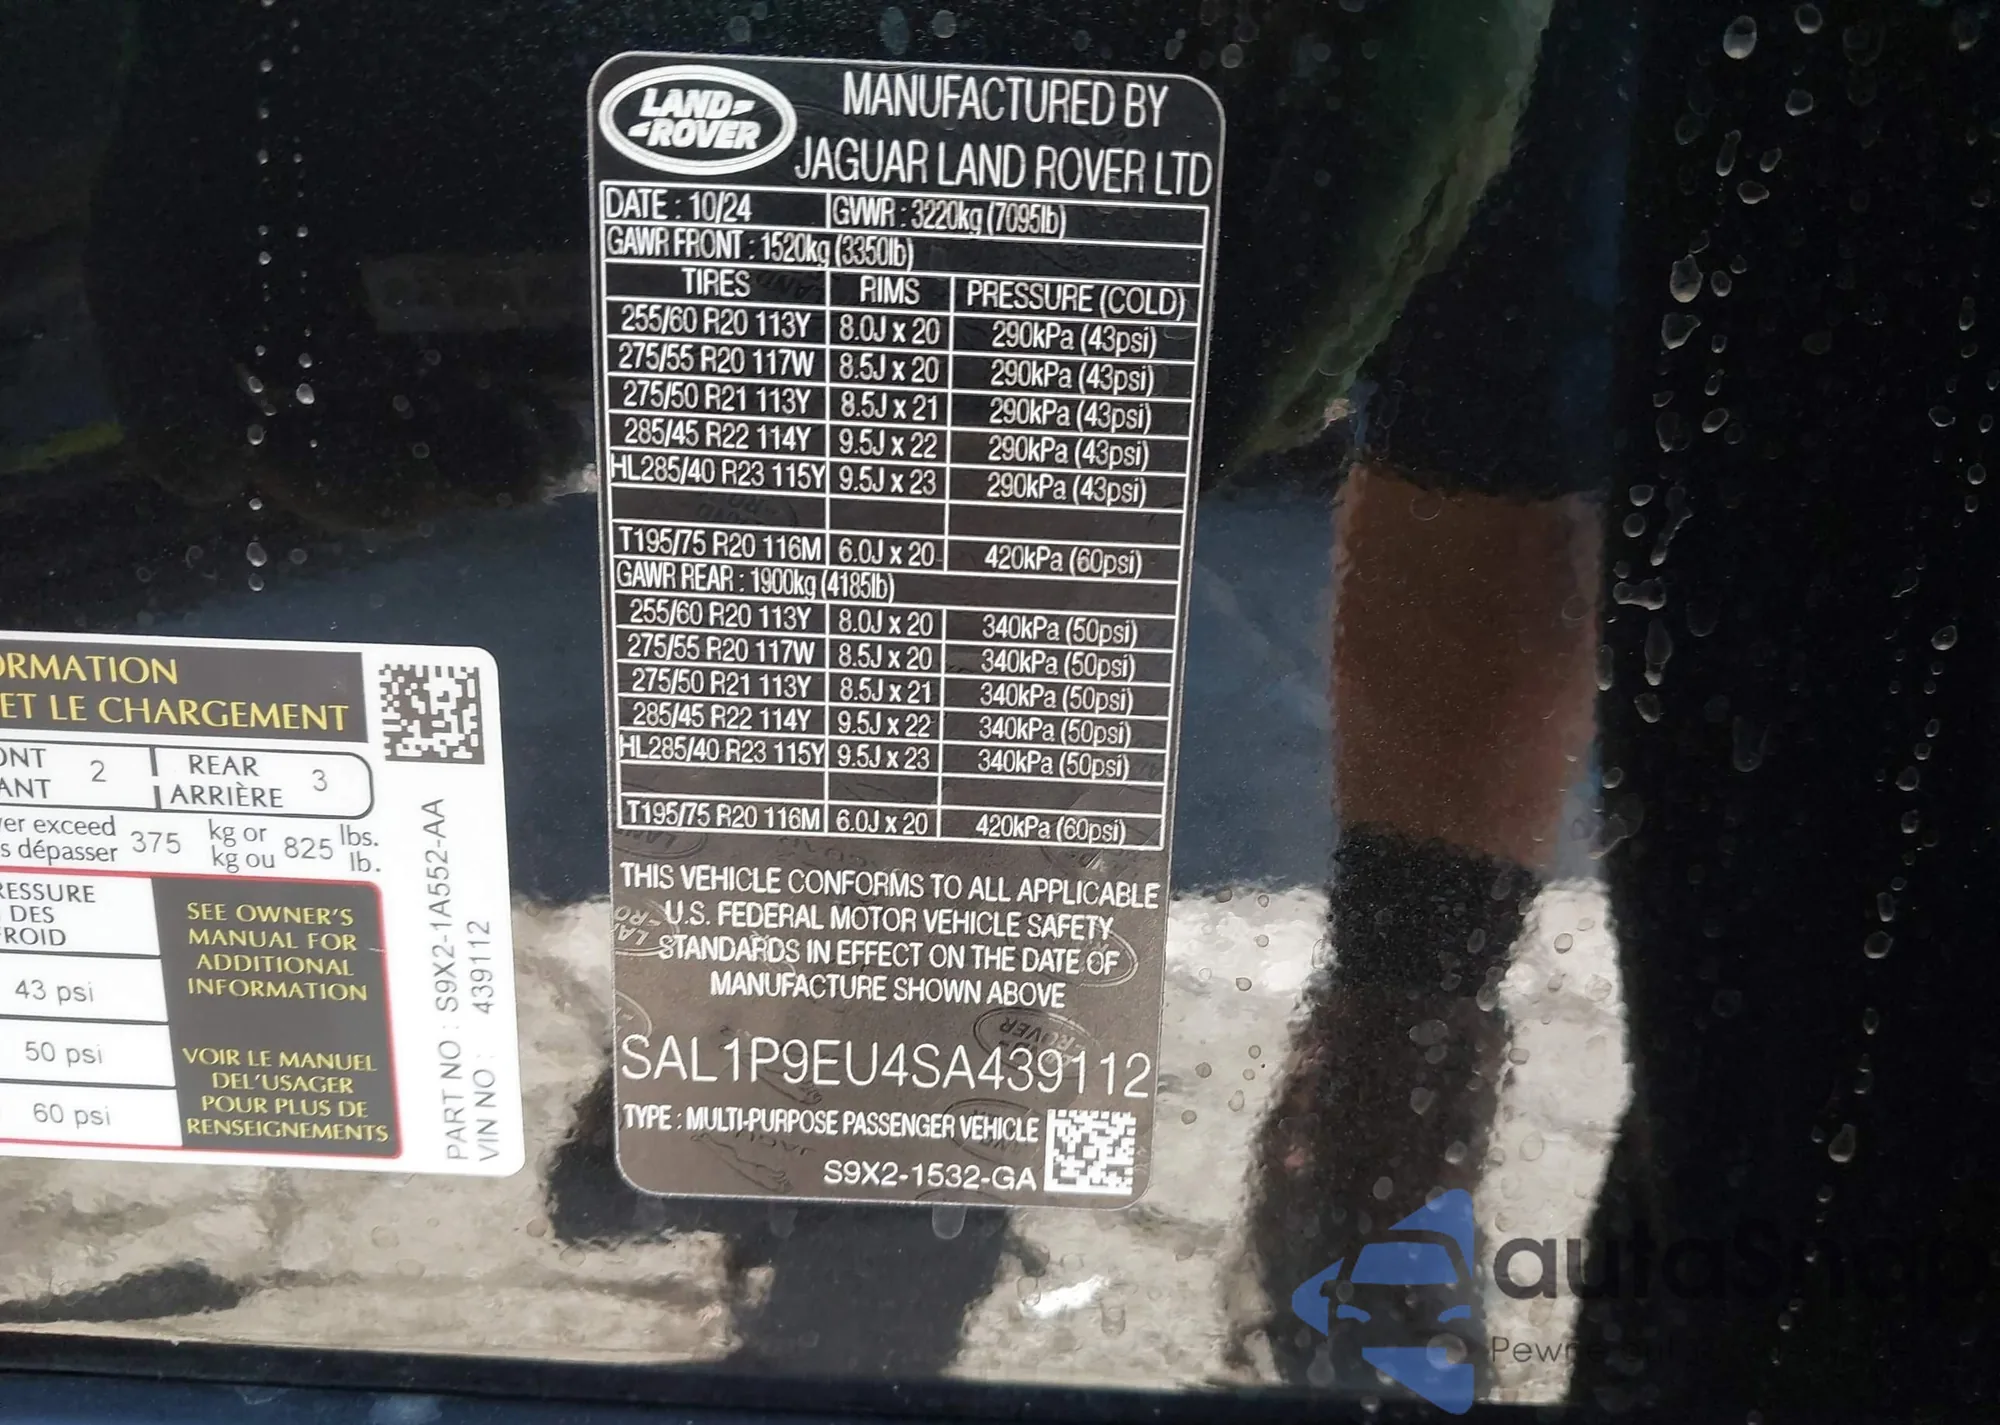 LAND-
-ROVER
MANUFACTURED BY
JAGUAR LAND ROVER LTD
DATE : 10/24 GVWR : 3220kg (7095lb)
GAWR FRONT : 1520kg (3350lb)
TIRES RIMS PRESSURE (COLD)
255/60 R20 113Y 8.0J x 20 290kPa (43psi)
275/55 R20 117W 8.5J x 20 290kPa (43psi)
275/50 R21 113Y 8.5J x 21 290kPa (43psi)
285/45 R22 114Y 9.5J x 22 290kPa (43psi)
HL285/40 R23 115Y 9.5J x 23 290kPa (43psi)
T195/75 R20 116M 6.0J x 20 420kPa (60psi)
GAWR REAR : 1900kg (4185lb)
255/60 R20 113Y 8.0J x 20 340kPa (50psi)
275/55 R20 117W 8.5J x 20 340kPa (50psi)
275/50 R21 113Y 8.5J x 21 340kPa (50psi)
285/45 R22 114Y 9.5J x 22 340kPa (50psi)
HL285/40 R23 115Y 9.5J x 23 340kPa (50psi)
T195/75 R20 116M 6.0J x 20 420kPa (60psi)
THIS VEHICLE CONFORMS TO ALL APPLICABLE
U.S. FEDERAL MOTOR VEHICLE SAFETY
STANDARDS IN EFFECT ON THE DATE OF
MANUFACTURE SHOWN ABOVE
SAL1P9EU4SA439112
TYPE : MULTI-PURPOSE PASSENGER VEHICLE
S9X2-1532-GA
ORMATION
ET LE CHARGEMENT
ONT 2 REAR 3
ANT ARRIÈRE
ver exceed 375 kg or 825 lbs.
s dépasser kg ou lb.
RESSURE
DES
FROID
43 psi
50 psi
60 psi
SEE OWNER'S
MANUAL FOR
ADDITIONAL
INFORMATION
VOIR LE MANUEL
DEL'USAGER
POUR PLUS DE
RENSEIGNEMENTS
PART NO : S9X2-1A552-AA
VIN NO : 439112